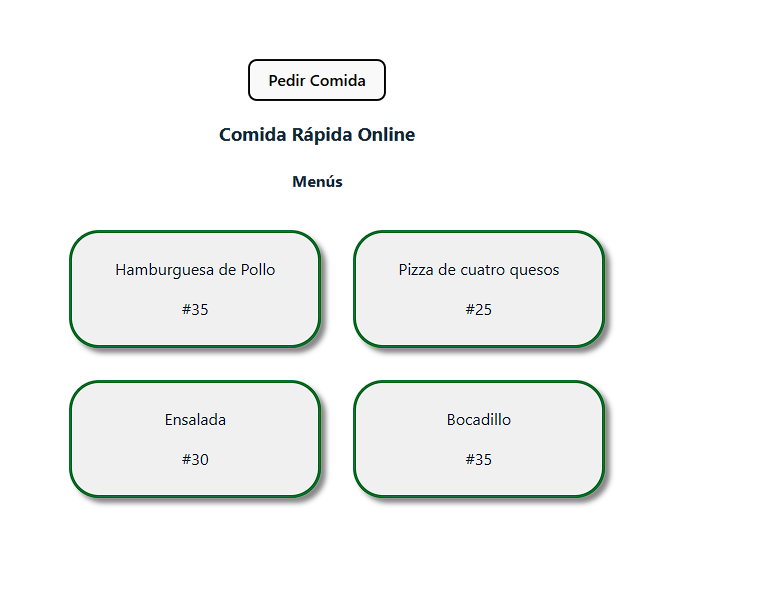 Pedir Comida
Comida Rápida Online
Menús
Hamburguesa de Pollo
#35
Pizza de cuatro quesos
#25
Ensalada
#30
Bocadillo
#35